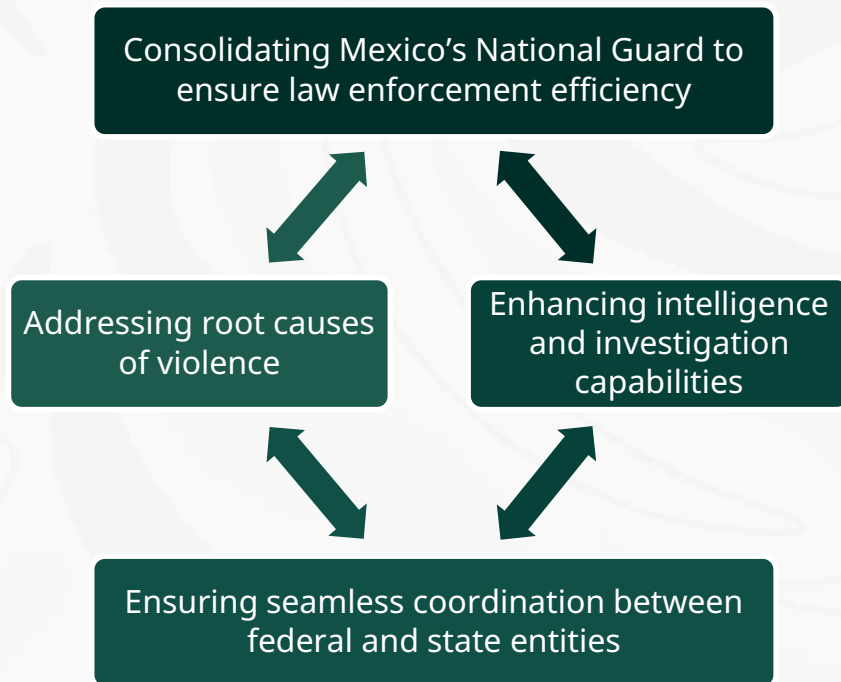 Consolidating Mexico’s National Guard to
ensure law enforcement efficiency
Addressing root causes
of violence
Enhancing intelligence
and investigation
capabilities
Ensuring seamless coordination between
federal and state entities